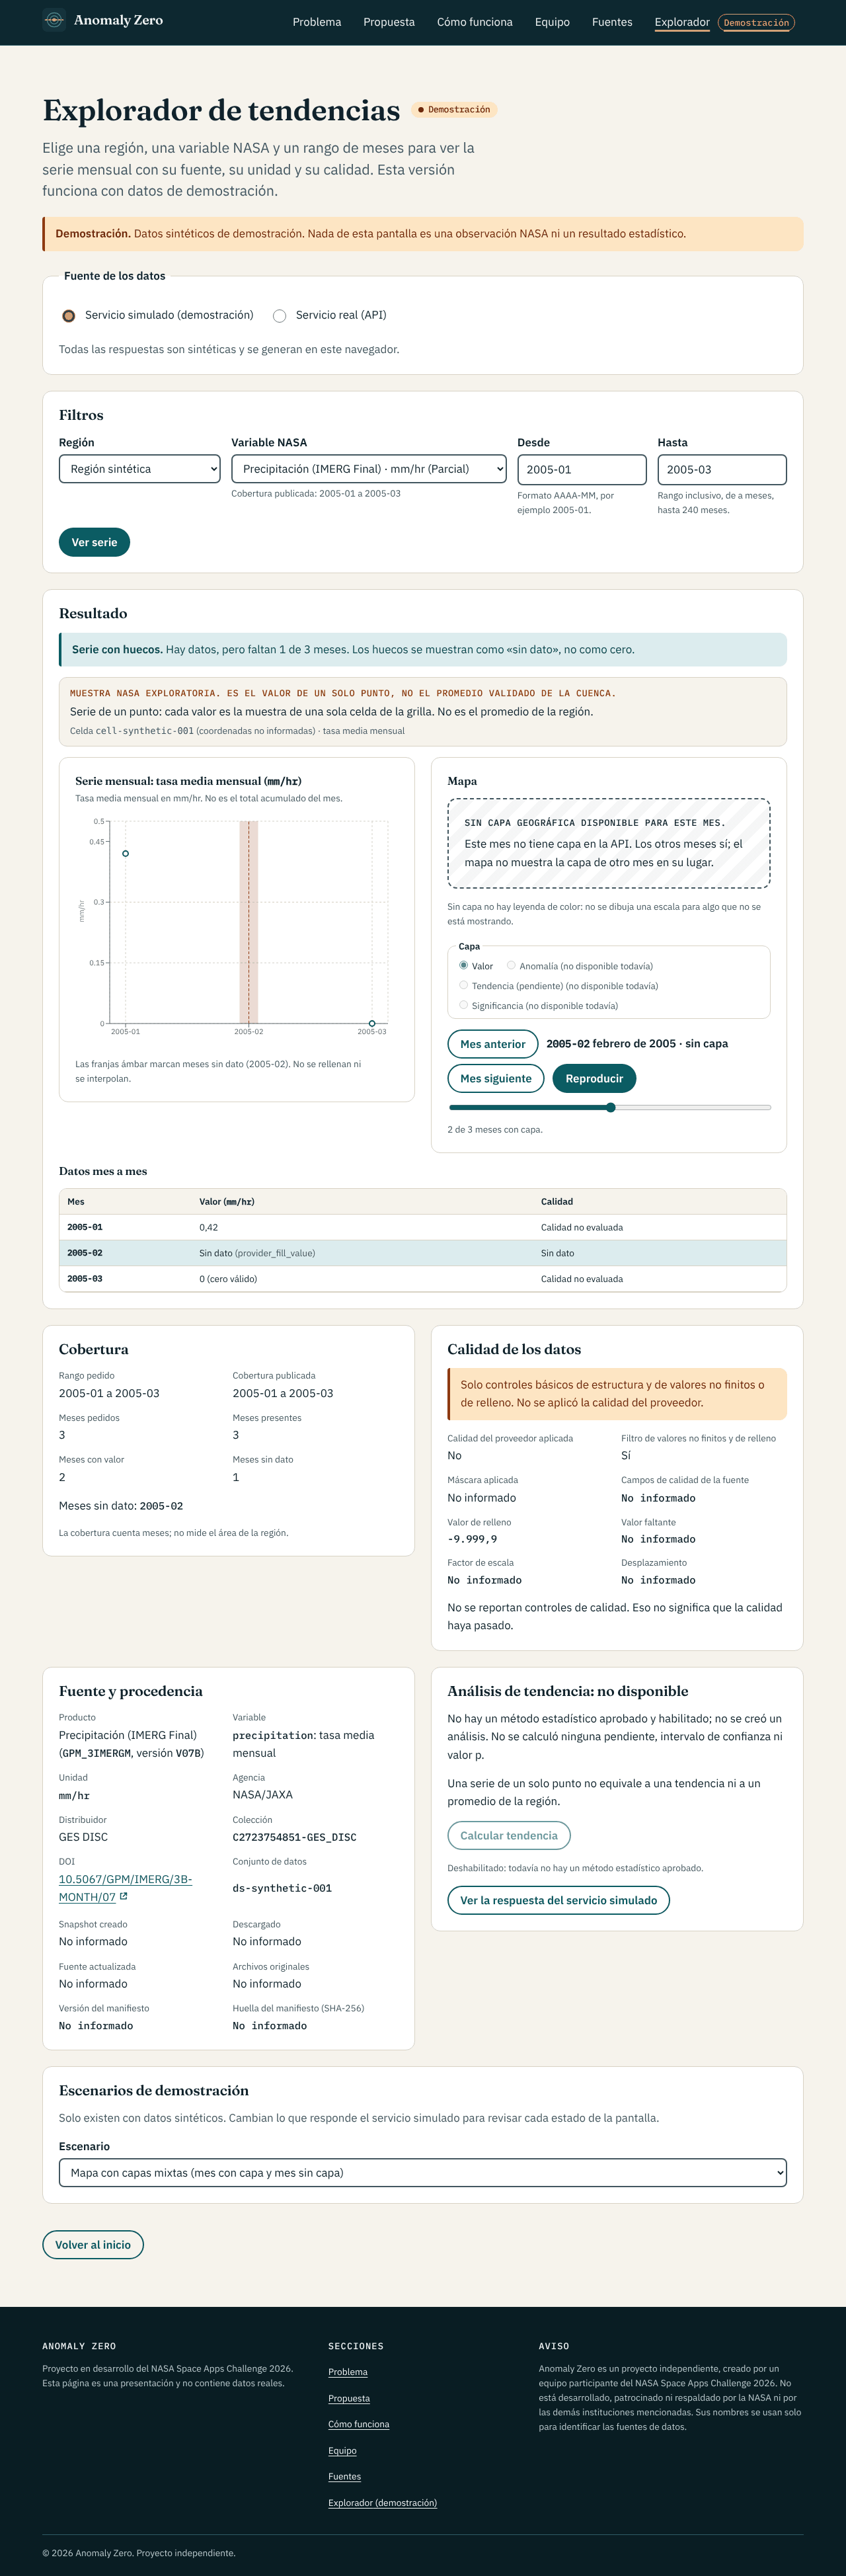 Anomaly Zero
Problema
Propuesta
Cómo funciona
Equipo
Fuentes
Explorador
Demostración
Explorador de tendencias
Demostración
Elige una región, una variable NASA y un rango de meses para ver la
serie mensual con su fuente, su unidad y su calidad. Esta versión
funciona con datos de demostración.
Demostración. Datos sintéticos de demostración. Nada de esta pantalla es una observación NASA ni un resultado estadístico.
Fuente de los datos
Servicio simulado (demostración)
Servicio real (API)
Todas las respuestas son sintéticas y se generan en este navegador.
Filtros
Región
Región sintética
Variable NASA
Precipitación (IMERG Final) · mm/hr (Parcial)
Cobertura publicada: 2005-01 a 2005-03
Desde
2005-01
Formato AAAA-MM, por
ejemplo 2005-01.
Hasta
2005-03
Rango inclusivo, de a meses,
hasta 240 meses.
Ver serie
Resultado
Serie con huecos. Hay datos, pero faltan 1 de 3 meses. Los huecos se muestran como «sin dato», no como cero.
MUESTRA NASA EXPLORATORIA. ES EL VALOR DE UN SOLO PUNTO, NO EL PROMEDIO VALIDADO DE LA CUENCA.
Serie de un punto: cada valor es la muestra de una sola celda de la grilla. No es el promedio de la región.
Celda cell-synthetic-001 (coordenadas no informadas) · tasa media mensual
Serie mensual: tasa media mensual (mm/hr)
Tasa media mensual en mm/hr. No es el total acumulado del mes.
0.5
0.45
0.3
0.15
0
mm/hr
2005-01
2005-02
2005-03
Las franjas ámbar marcan meses sin dato (2005-02). No se rellenan ni
se interpolan.
Mapa
SIN CAPA GEOGRÁFICA DISPONIBLE PARA ESTE MES.
Este mes no tiene capa en la API. Los otros meses sí; el
mapa no muestra la capa de otro mes en su lugar.
Sin capa no hay leyenda de color: no se dibuja una escala para algo que no se
está mostrando.
Capa
Valor
Anomalía (no disponible todavía)
Tendencia (pendiente) (no disponible todavía)
Significancia (no disponible todavía)
Mes anterior
2005-02 febrero de 2005 · sin capa
Mes siguiente
Reproducir
2 de 3 meses con capa.
Datos mes a mes
Mes Valor (mm/hr) Calidad
2005-01 0,42 Calidad no evaluada
2005-02 Sin dato (provider_fill_value) Sin dato
2005-03 0 (cero válido) Calidad no evaluada
Cobertura
Rango pedido
2005-01 a 2005-03
Cobertura publicada
2005-01 a 2005-03
Meses pedidos
3
Meses presentes
3
Meses con valor
2
Meses sin dato
1
Meses sin dato: 2005-02
La cobertura cuenta meses; no mide el área de la región.
Calidad de los datos
Solo controles básicos de estructura y de valores no finitos o
de relleno. No se aplicó la calidad del proveedor.
Calidad del proveedor aplicada
No
Filtro de valores no finitos y de relleno
Sí
Máscara aplicada
No informado
Campos de calidad de la fuente
No informado
Valor de relleno
-9.999,9
Valor faltante
No informado
Factor de escala
No informado
Desplazamiento
No informado
No se reportan controles de calidad. Eso no significa que la calidad
haya pasado.
Fuente y procedencia
Producto
Precipitación (IMERG Final)
(GPM_3IMERGM, versión V07B)
Variable
precipitation: tasa media
mensual
Unidad
mm/hr
Agencia
NASA/JAXA
Distribuidor
GES DISC
Colección
C2723754851-GES_DISC
DOI
10.5067/GPM/IMERG/3B-
MONTH/07
Conjunto de datos
ds-synthetic-001
Snapshot creado
No informado
Descargado
No informado
Fuente actualizada
No informado
Archivos originales
No informado
Versión del manifiesto
No informado
Huella del manifiesto (SHA-256)
No informado
Análisis de tendencia: no disponible
No hay un método estadístico aprobado y habilitado; no se creó un
análisis. No se calculó ninguna pendiente, intervalo de confianza ni
valor p.
Una serie de un solo punto no equivale a una tendencia ni a un
promedio de la región.
Calcular tendencia
Deshabilitado: todavía no hay un método estadístico aprobado.
Ver la respuesta del servicio simulado
Escenarios de demostración
Solo existen con datos sintéticos. Cambian lo que responde el servicio simulado para revisar cada estado de la pantalla.
Escenario
Mapa con capas mixtas (mes con capa y mes sin capa)
Volver al inicio
ANOMALY ZERO
Proyecto en desarrollo del NASA Space Apps Challenge 2026.
Esta página es una presentación y no contiene datos reales.
SECCIONES
Problema
Propuesta
Cómo funciona
Equipo
Fuentes
Explorador (demostración)
AVISO
Anomaly Zero es un proyecto independiente, creado por un
equipo participante del NASA Space Apps Challenge 2026. No
está desarrollado, patrocinado ni respaldado por la NASA ni por
las demás instituciones mencionadas. Sus nombres se usan solo
para identificar las fuentes de datos.
© 2026 Anomaly Zero. Proyecto independiente.